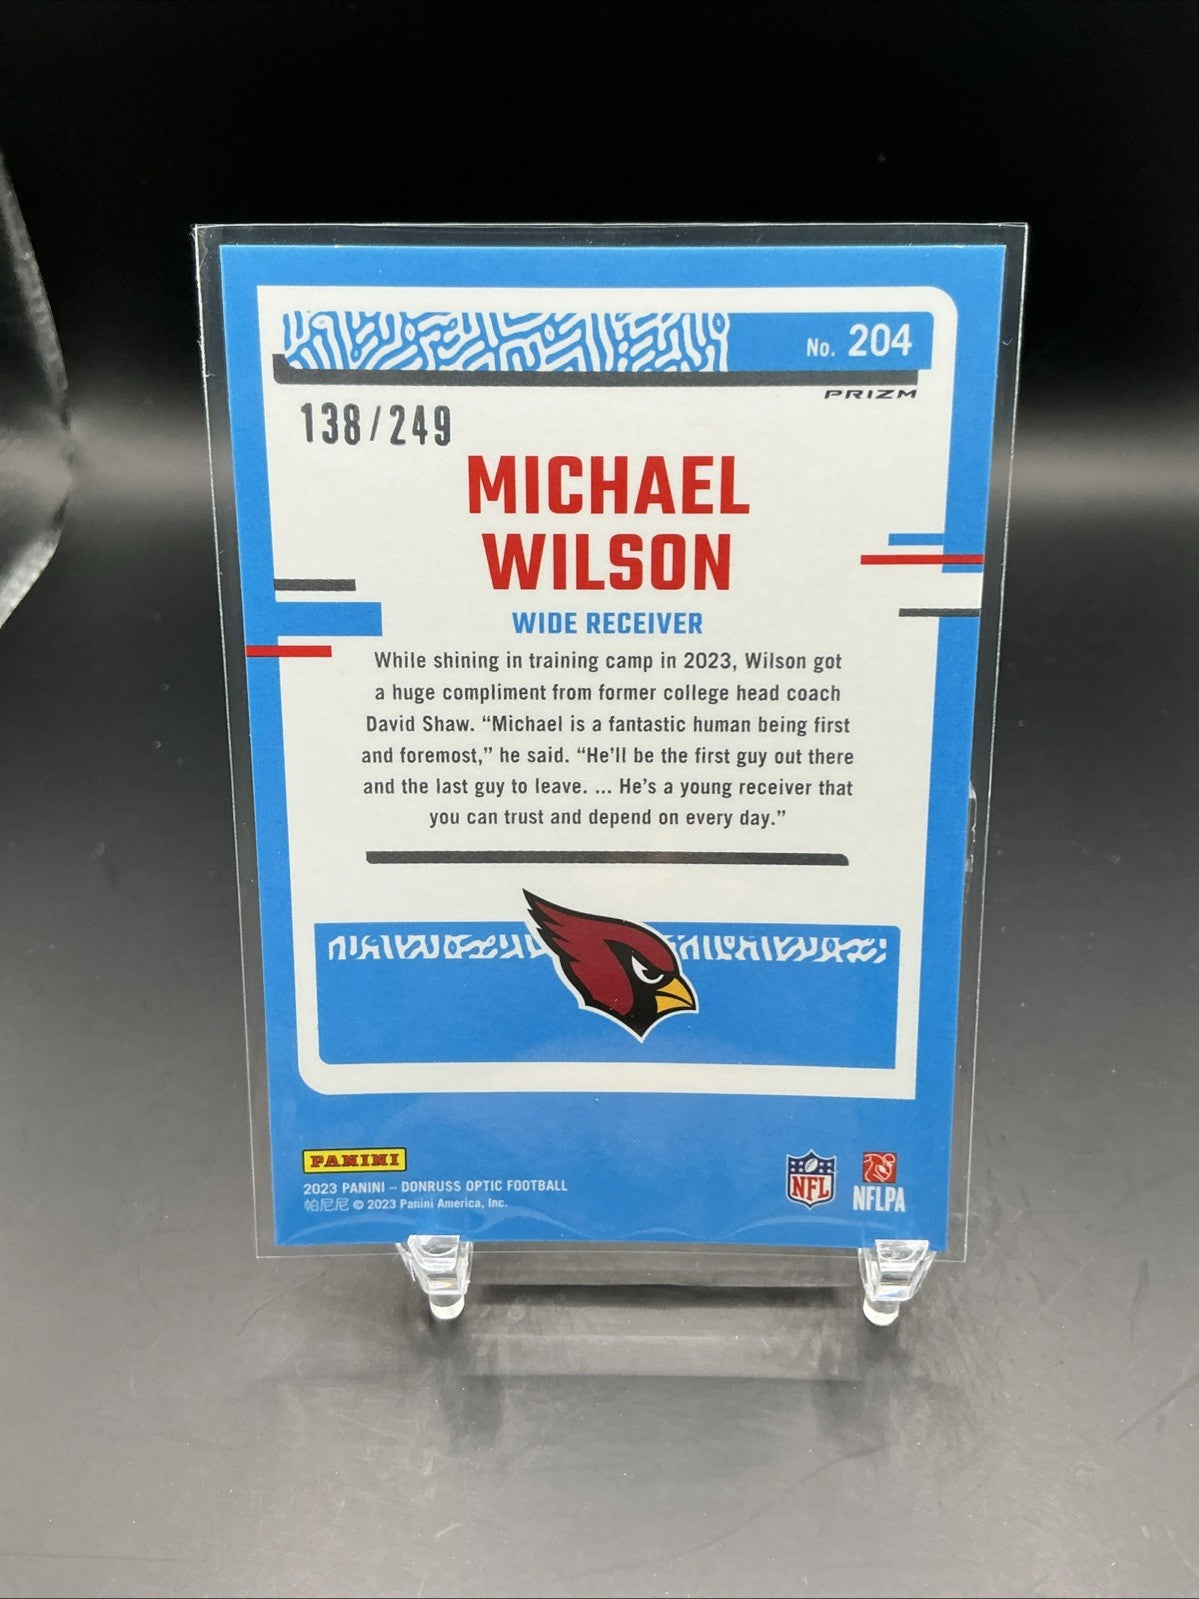 No. 204
PRIZM
138/249
MICHAEL
WILSON
WIDE RECEIVER
While shining in training camp in 2023, Wilson got
a huge compliment from former college head coach
David Shaw. “Michael is a fantastic human being first
and foremost,” he said. “He’ll be the first guy out there
and the last guy to leave. ... He’s a young receiver that
you can trust and depend on every day.”
PANINI
2023 PANINI – DONRUSS OPTIC FOOTBALL
帕尼尼 © 2023 Panini America, Inc.
NFL
NFLPA